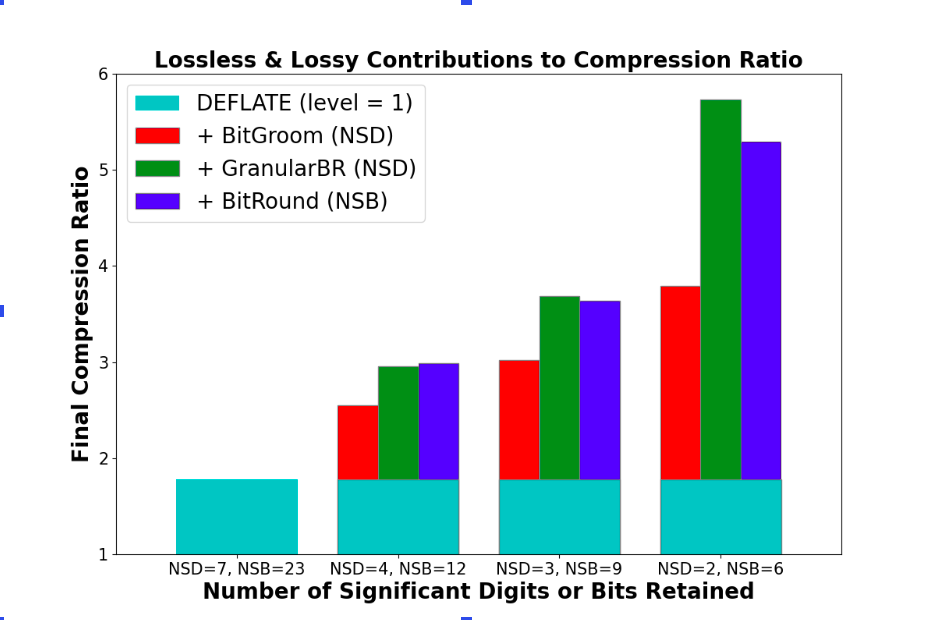 Lossless & Lossy Contributions to Compression Ratio
6
5
4
3
2
1
Final Compression Ratio
DEFLATE (level = 1)
+ BitGroom (NSD)
+ GranularBR (NSD)
+ BitRound (NSB)
NSD=7, NSB=23
NSD=4, NSB=12
NSD=3, NSB=9
NSD=2, NSB=6
Number of Significant Digits or Bits Retained